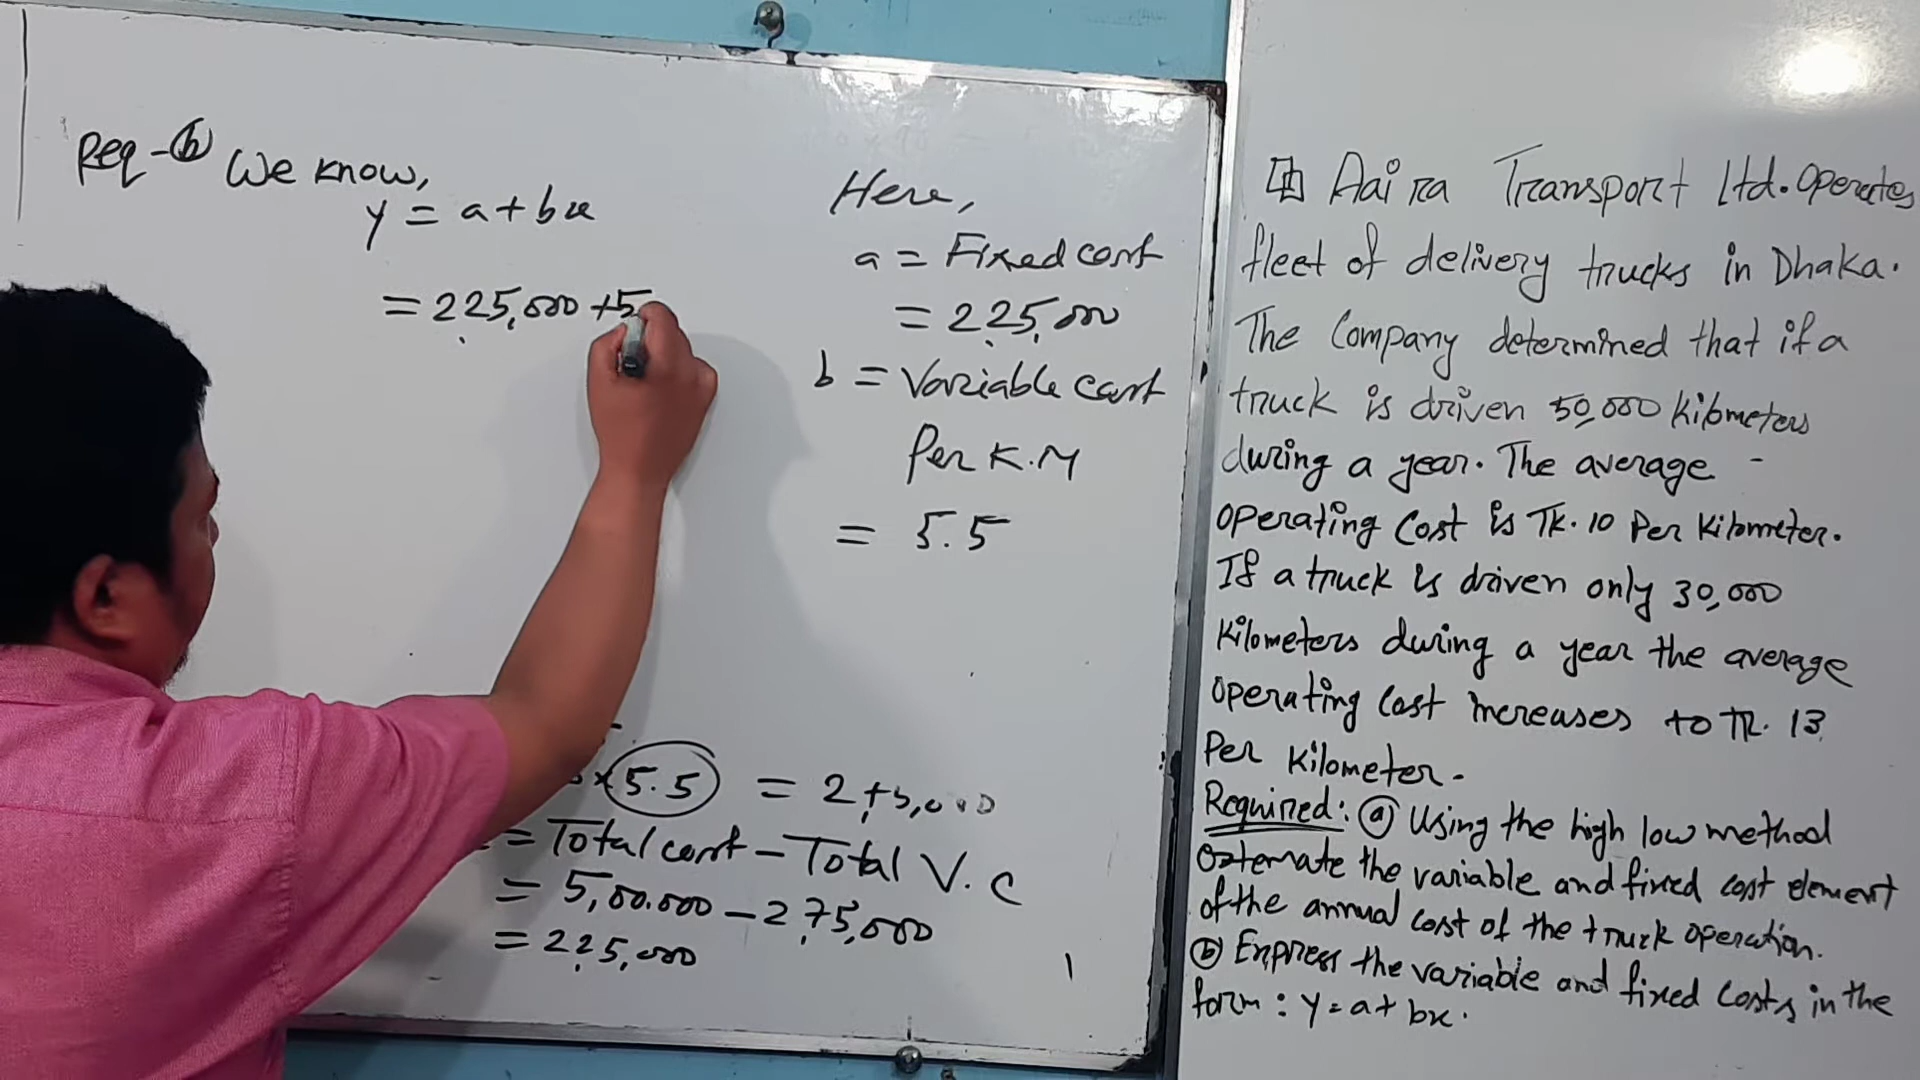 Req-(b) We know,
y = a + bx
= 225,000 + 5
Here,
a = Fixed cost
= 225,000
b = Variable cost
Per K.M
= 5.5
× 5.5 = 275,000
= Total cost - Total V.C
= 5,00.000 - 275,000
= 225,000
Aaira Transport Ltd. Operates
fleet of delivery trucks in Dhaka.
The Company determined that if a
truck is driven 50,000 kilometers
during a year. The average -
Operating Cost is Tk. 10 Per Kilometer.
If a truck is driven only 30,000
Kilometers during a year the average
Operating Cost increases to TK. 13
Per Kilometer.
Required: (a) Using the high low method
the variable and fixed cost element
of the annual cost of the truck operation.
(b) Express the variable and fixed Costs in the
form: Y = a + bx.